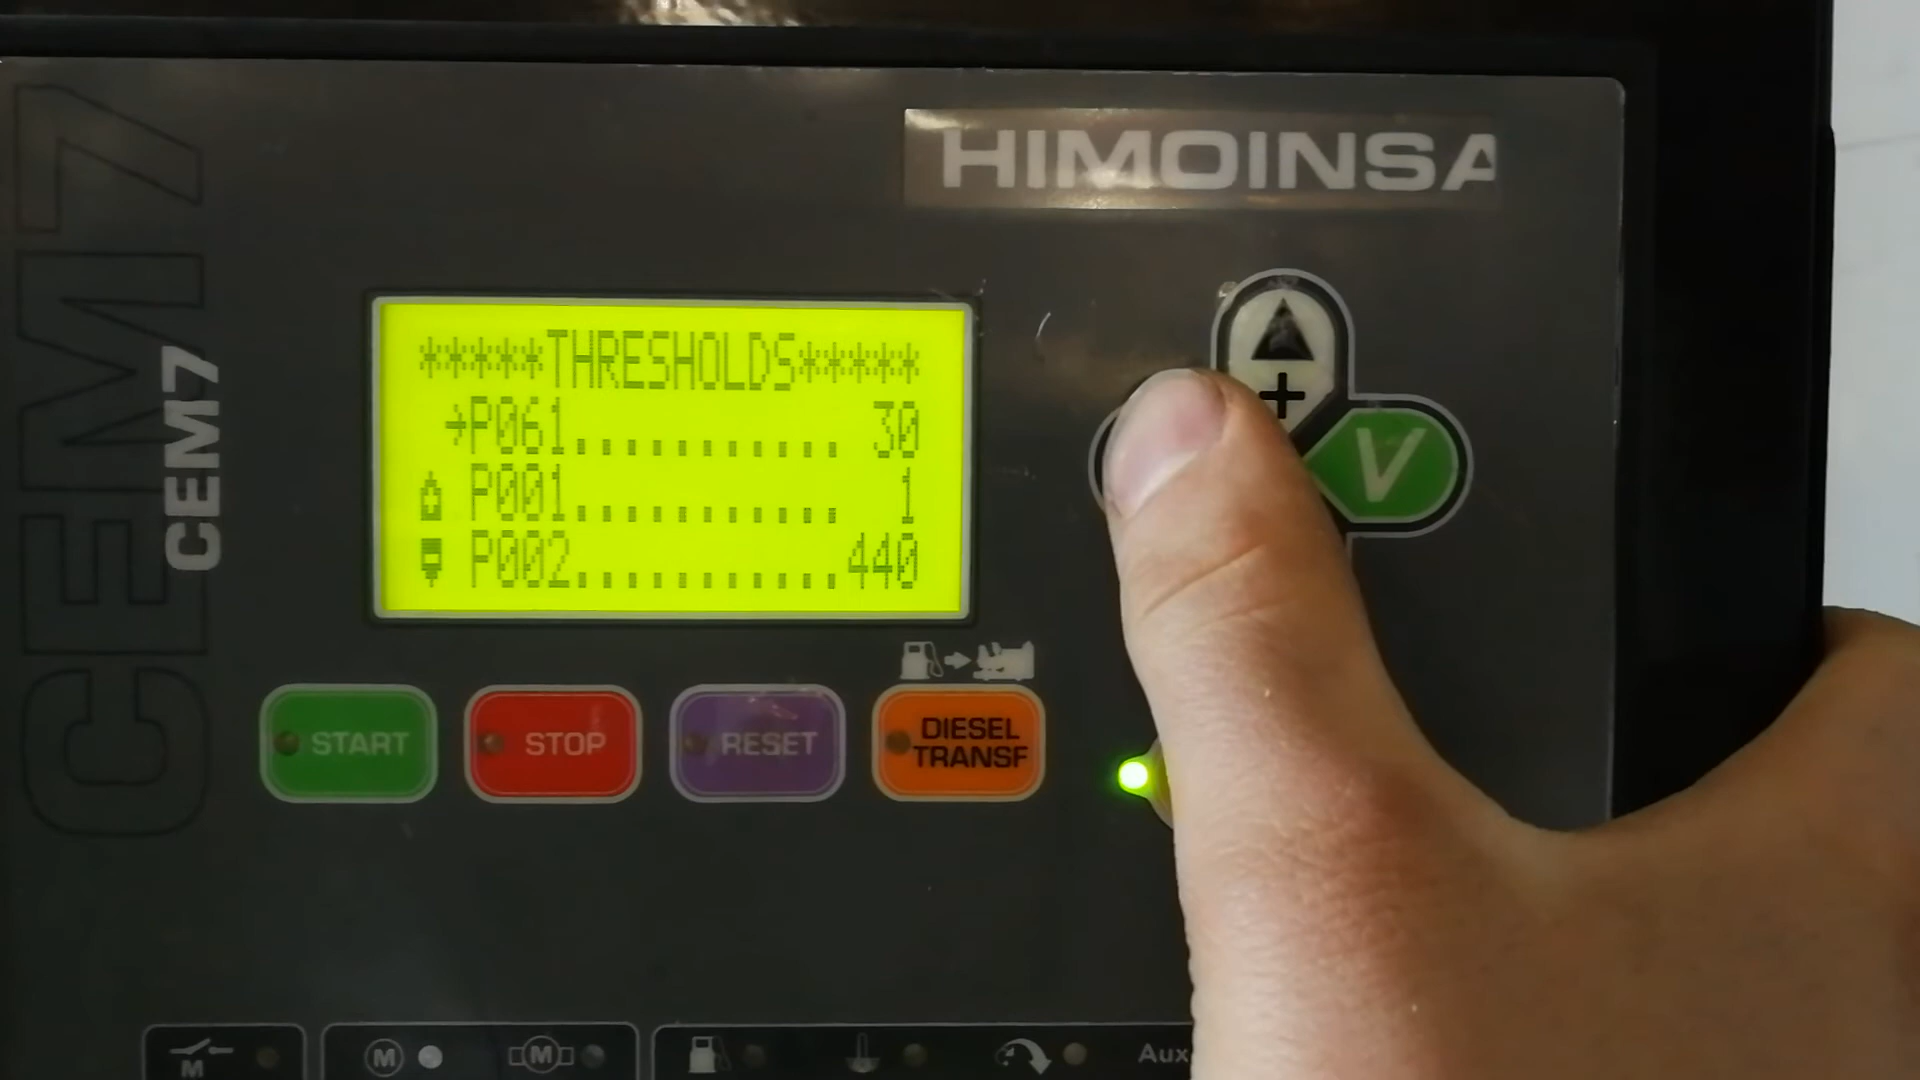 HIMOINSA
CEM7
CEM7
*****THRESHOLDS*****
→P061........... 30
P001........... 1
P002...........440
+
V
START
STOP
RESET
DIESEL
TRANSF
M
M
M
Aux